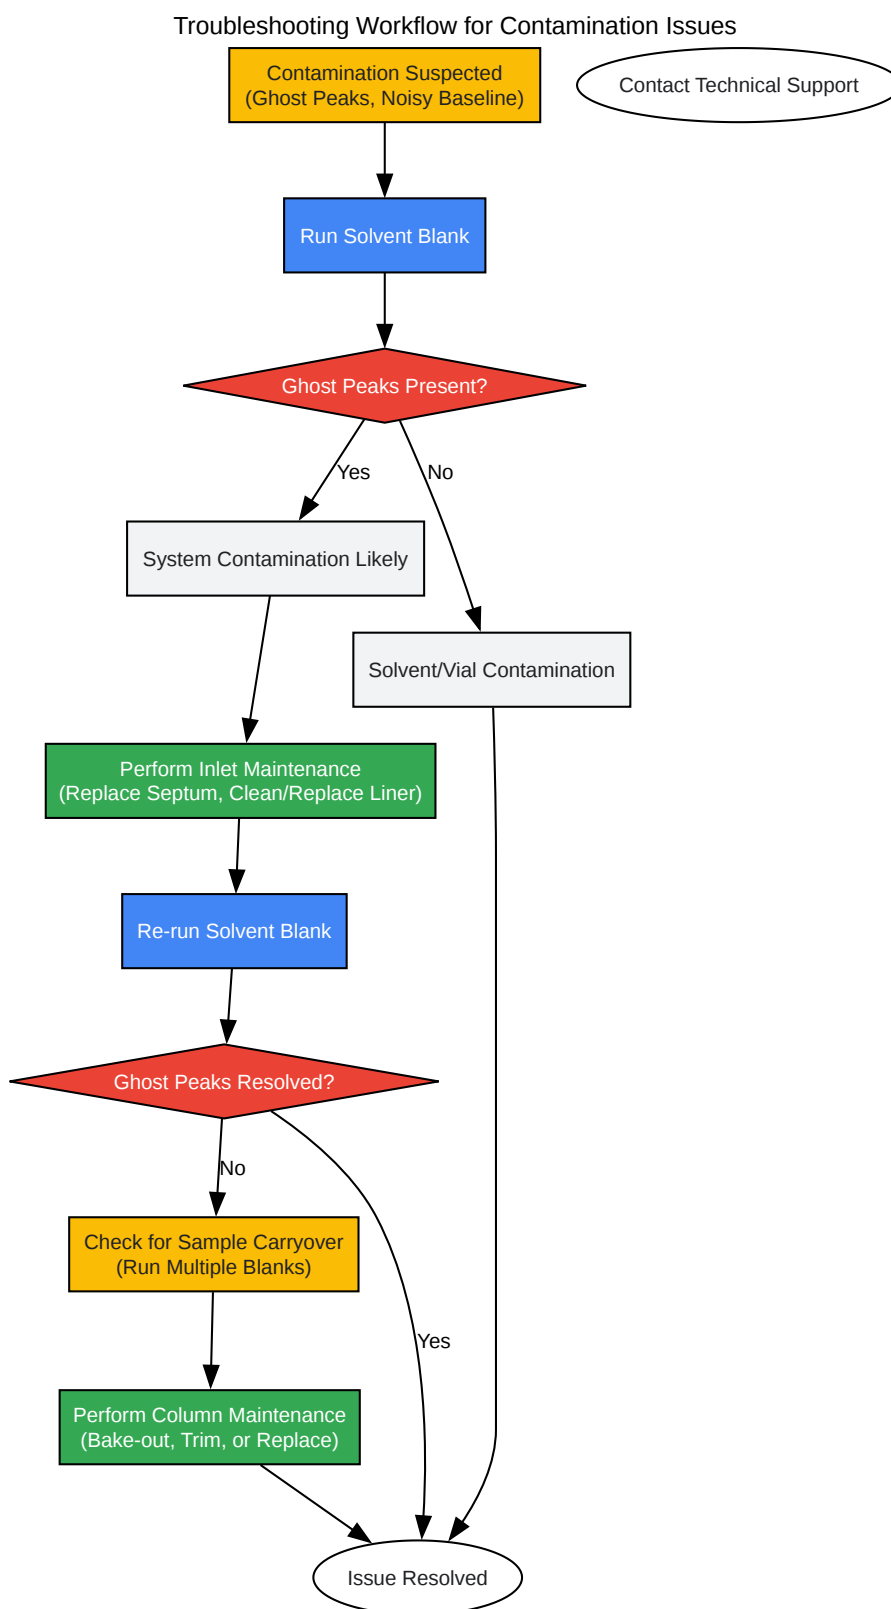 Troubleshooting Workflow for Contamination Issues
Contamination Suspected
(Ghost Peaks, Noisy Baseline)
Contact Technical Support
Run Solvent Blank
Ghost Peaks Present?
Yes
No
System Contamination Likely
Solvent/Vial Contamination
Perform Inlet Maintenance
(Replace Septum, Clean/Replace Liner)
Re-run Solvent Blank
Ghost Peaks Resolved?
No
Check for Sample Carryover
(Run Multiple Blanks)
Yes
Perform Column Maintenance
(Bake-out, Trim, or Replace)
Issue Resolved